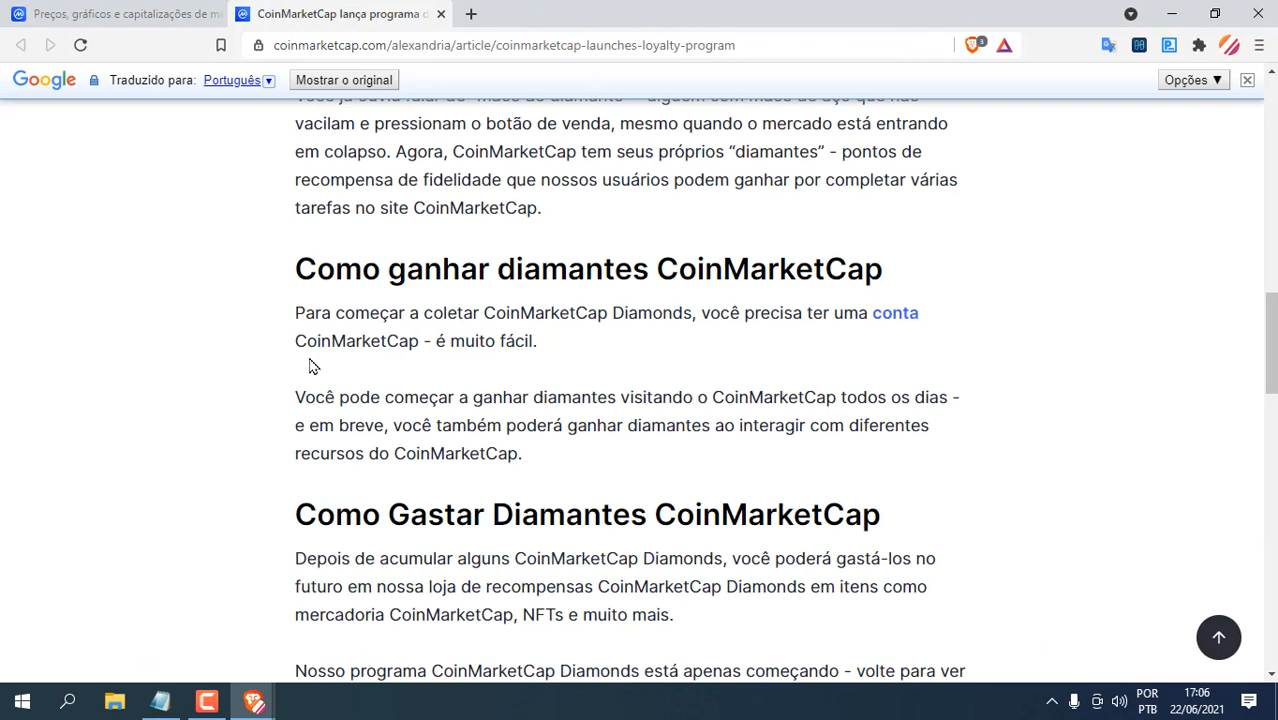 Preços, gráficos e capitalizações de m
CoinMarketCap lança programa d
coinmarketcap.com/alexandria/article/coinmarketcap-launches-loyalty-program
3
Google
Traduzido para:
Português
Mostrar o original
Opções ▼
vacilam e pressionam o botão de venda, mesmo quando o mercado está entrando
em colapso. Agora, CoinMarketCap tem seus próprios “diamantes” - pontos de
recompensa de fidelidade que nossos usuários podem ganhar por completar várias
tarefas no site CoinMarketCap.
Como ganhar diamantes CoinMarketCap
Para começar a coletar CoinMarketCap Diamonds, você precisa ter uma conta
CoinMarketCap - é muito fácil.
Você pode começar a ganhar diamantes visitando o CoinMarketCap todos os dias -
e em breve, você também poderá ganhar diamantes ao interagir com diferentes
recursos do CoinMarketCap.
Como Gastar Diamantes CoinMarketCap
Depois de acumular alguns CoinMarketCap Diamonds, você poderá gastá-los no
futuro em nossa loja de recompensas CoinMarketCap Diamonds em itens como
mercadoria CoinMarketCap, NFTs e muito mais.
Nosso programa CoinMarketCap Diamonds está apenas começando - volte para ver
POR
PTB
17:06
22/06/2021